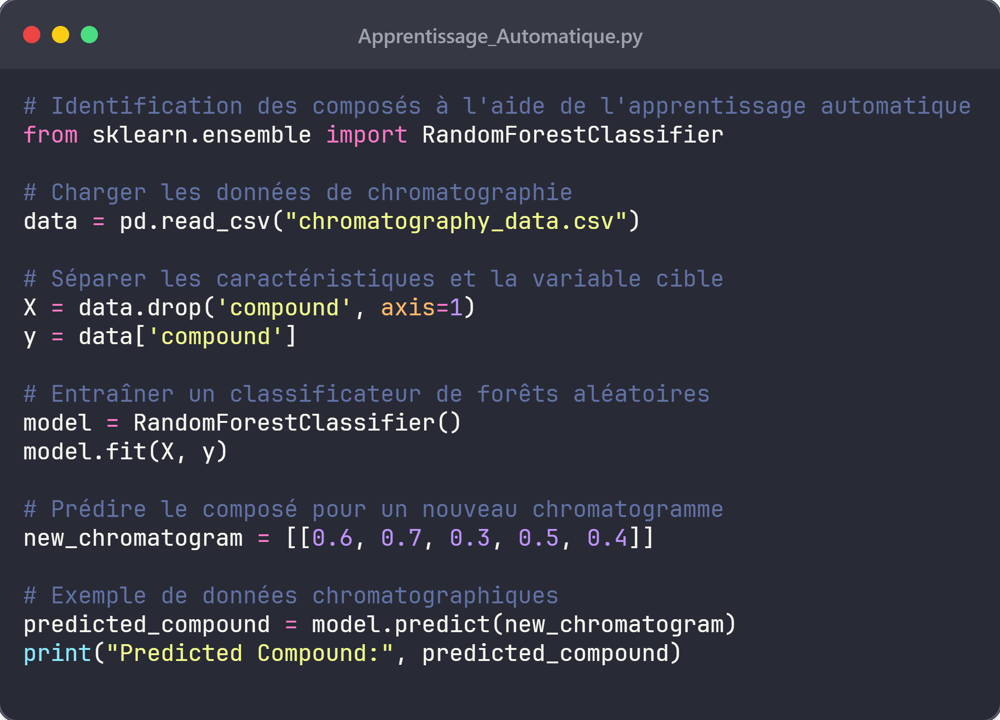 Apprentissage_Automatique.py
# Identification des composés à l'aide de l'apprentissage automatique
from sklearn.ensemble import RandomForestClassifier
# Charger les données de chromatographie
data = pd.read_csv("chromatography_data.csv")
# Séparer les caractéristiques et la variable cible
X = data.drop('compound', axis=1)
y = data['compound']
# Entraîner un classificateur de forêts aléatoires
model = RandomForestClassifier()
model.fit(X, y)
# Prédire le composé pour un nouveau chromatogramme
new_chromatogram = [[0.6, 0.7, 0.3, 0.5, 0.4]]
# Exemple de données chromatographiques
predicted_compound = model.predict(new_chromatogram)
print("Predicted Compound:", predicted_compound)